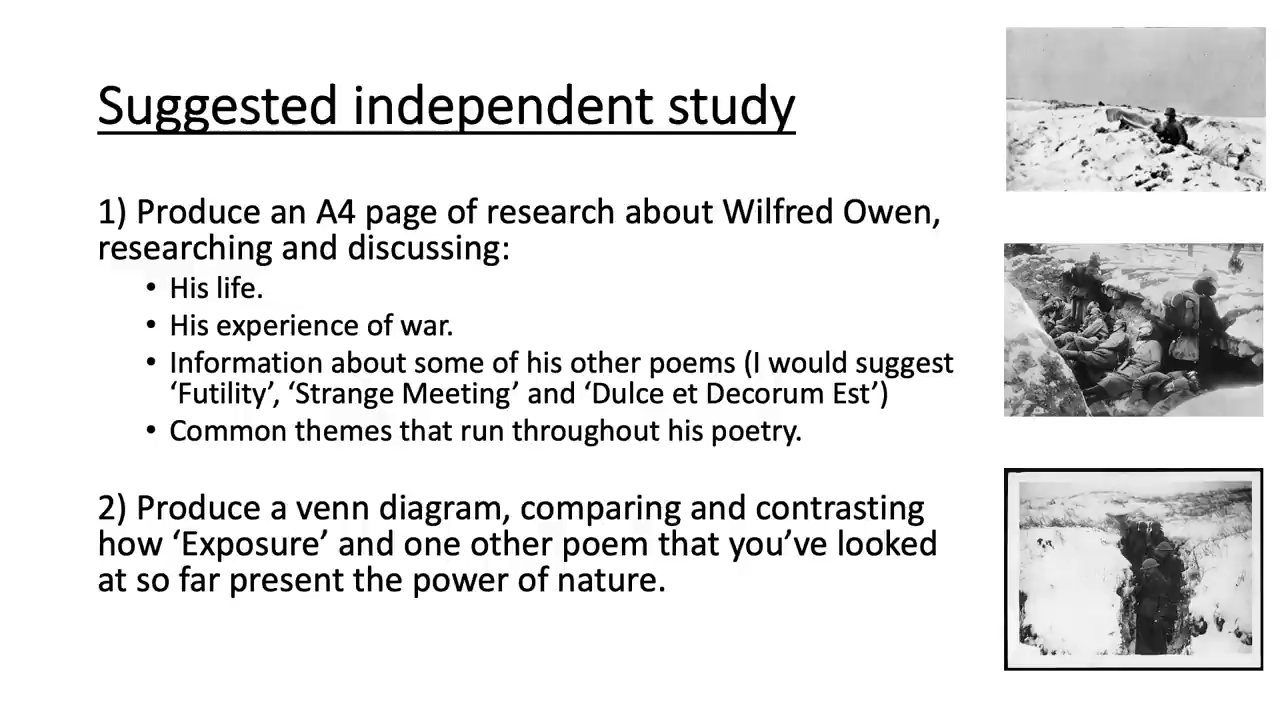 Suggested independent study
1) Produce an A4 page of research about Wilfred Owen,
researching and discussing:
• His life.
• His experience of war.
• Information about some of his other poems (I would suggest
‘Futility’, ‘Strange Meeting’ and ‘Dulce et Decorum Est’)
• Common themes that run throughout his poetry.
2) Produce a venn diagram, comparing and contrasting
how ‘Exposure’ and one other poem that you’ve looked
at so far present the power of nature.